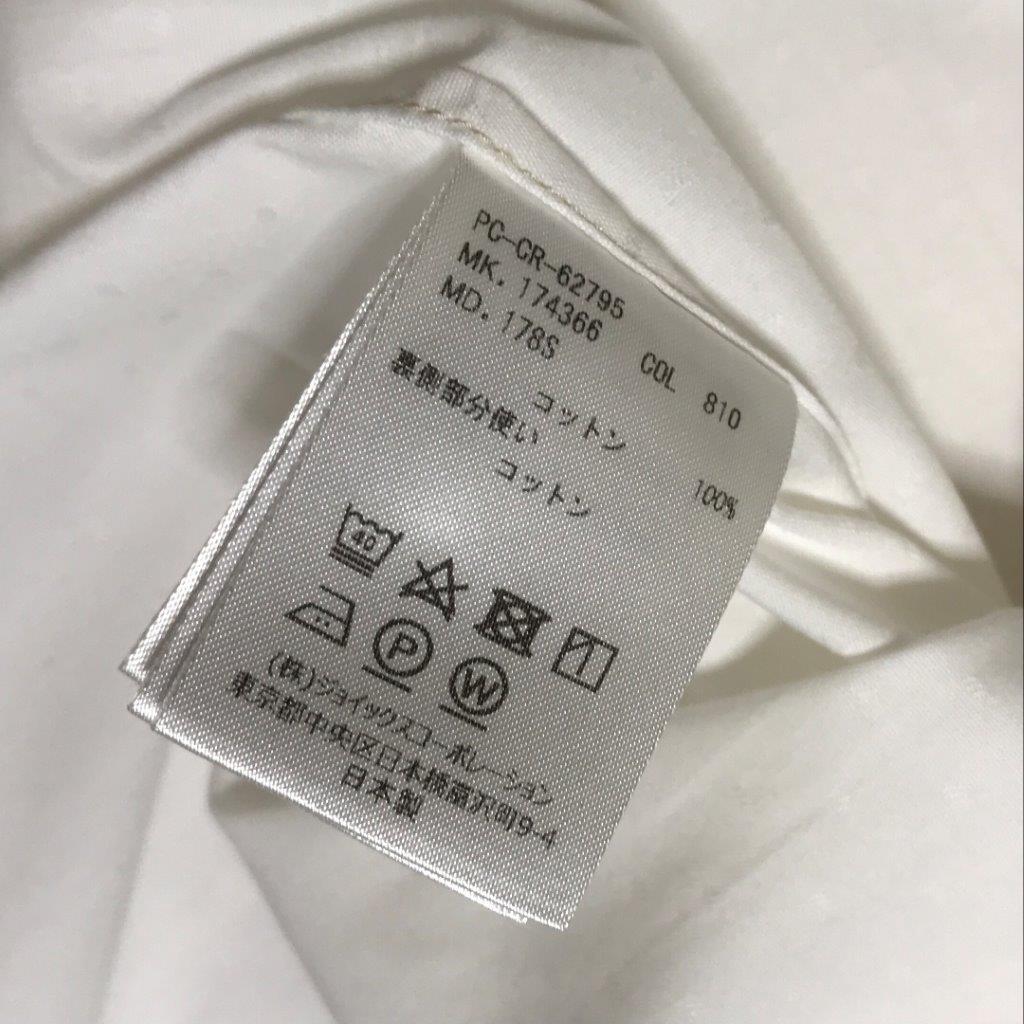 PC-CR-62795
MK. 174366
MD. 178S COL 810
コットン 100%
裏側部分使い
コットン
40
P W
(株)ジョイックスコーポレーション
東京都中央区日本橋富沢町9-4
日本製